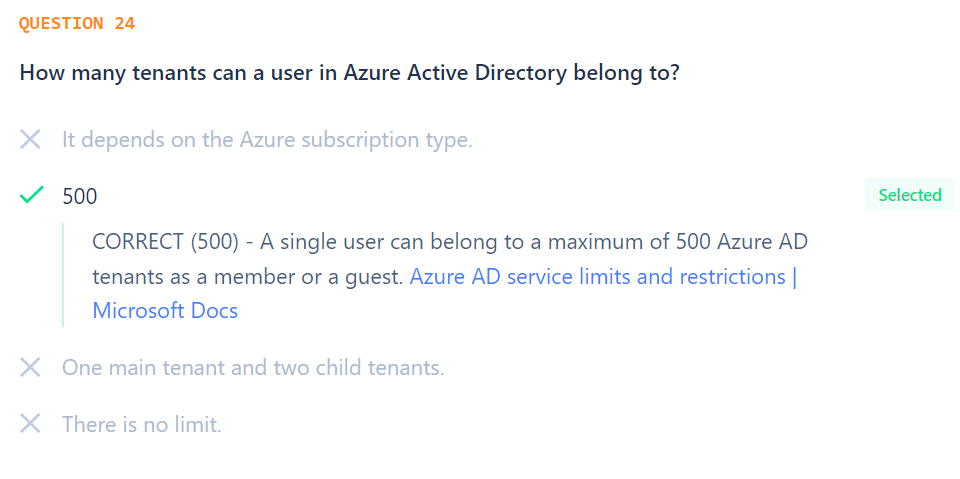 QUESTION 24
How many tenants can a user in Azure Active Directory belong to?
It depends on the Azure subscription type.
500
Selected
CORRECT (500) - A single user can belong to a maximum of 500 Azure AD
tenants as a member or a guest. Azure AD service limits and restrictions |
Microsoft Docs
One main tenant and two child tenants.
There is no limit.